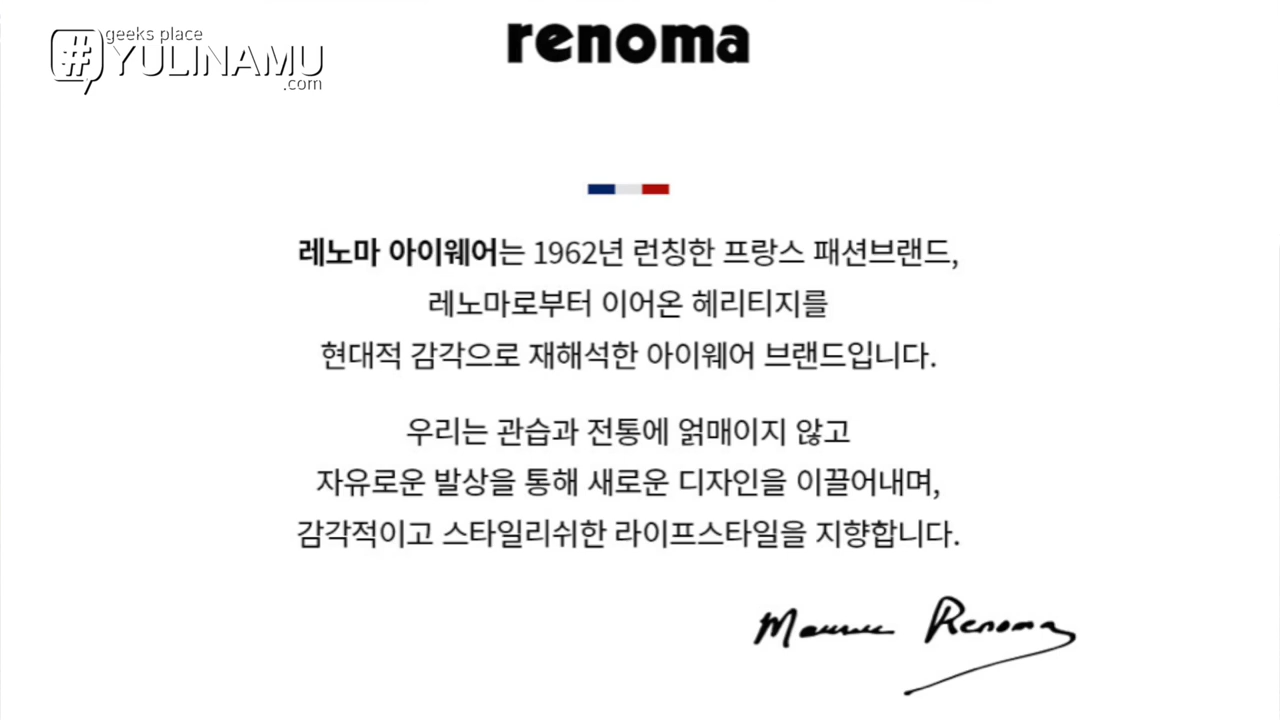 geeks place
# YULINAMU
.com
renoma
레노마 아이웨어는 1962년 런칭한 프랑스 패션브랜드,
레노마로부터 이어온 헤리티지를
현대적 감각으로 재해석한 아이웨어 브랜드입니다.
우리는 관습과 전통에 얽매이지 않고
자유로운 발상을 통해 새로운 디자인을 이끌어내며,
감각적이고 스타일리쉬한 라이프스타일을 지향합니다.
Maurice Renoma